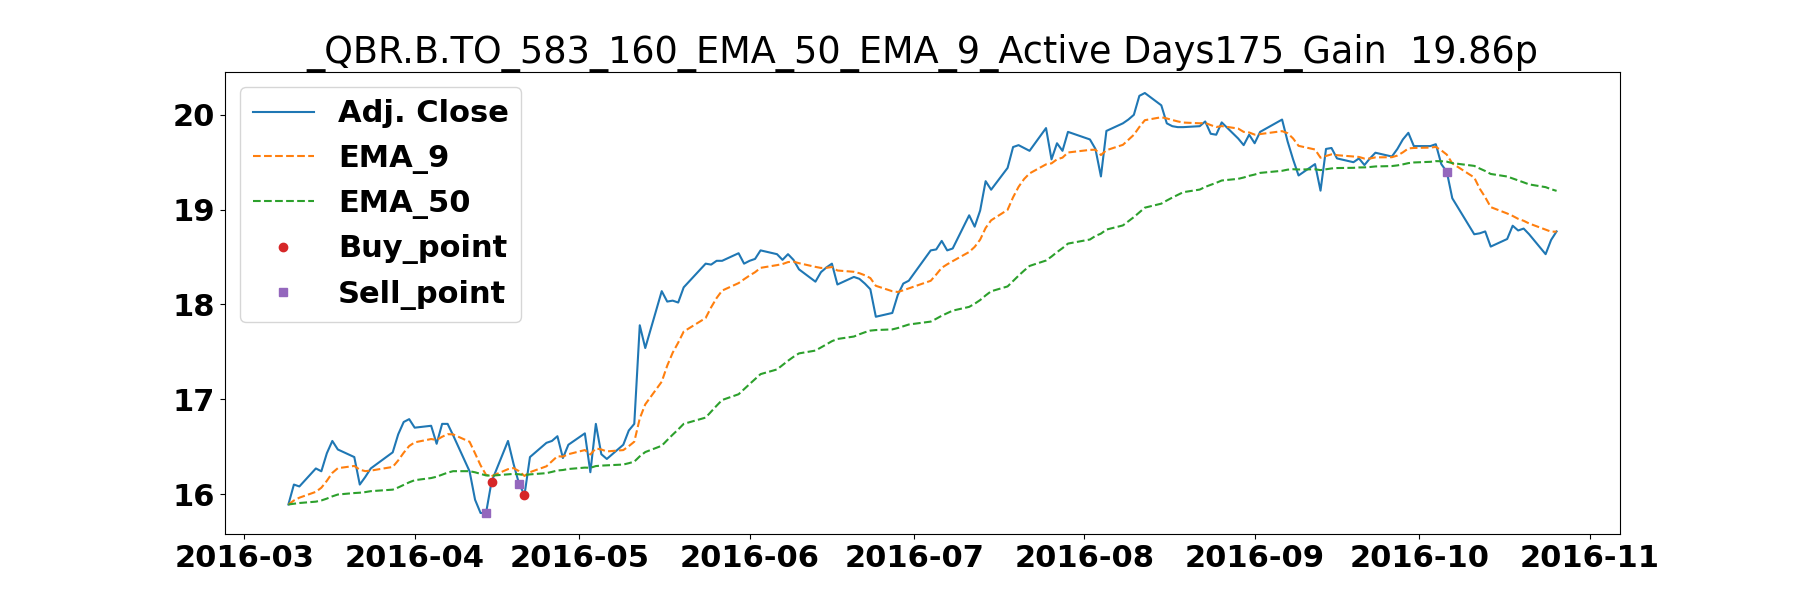 _QBR.B.TO_583_160_EMA_50_EMA_9_Active Days175_Gain  19.86p
Adj. Close
EMA_9
EMA_50
Buy_point
Sell_point
20
19
18
17
16
2016-03 2016-04 2016-05 2016-06 2016-07 2016-08 2016-09 2016-10 2016-11